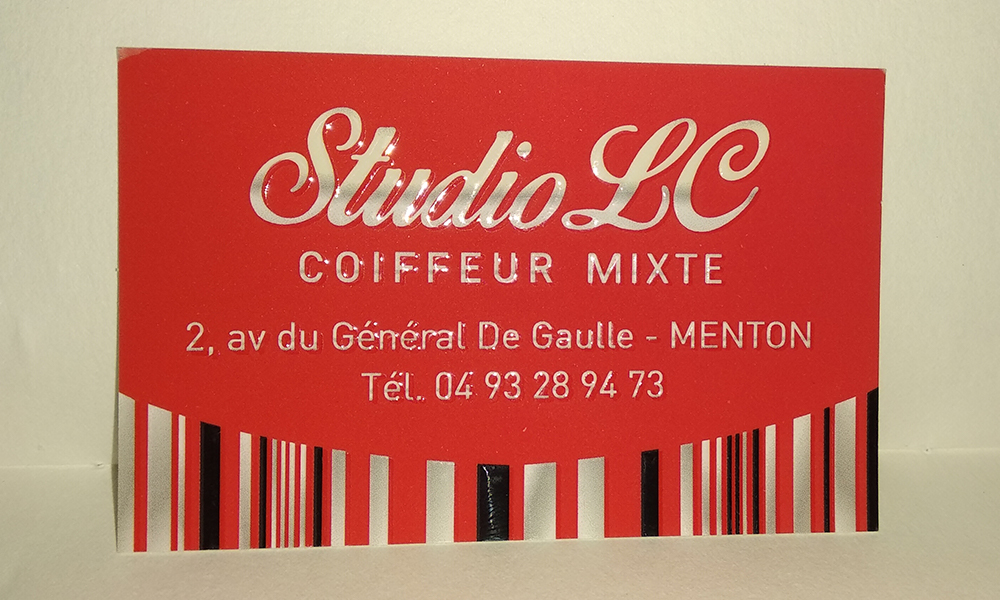 Studio LC
COIFFEUR MIXTE
2, av du Général De Gaulle - MENTON
Tél. 04 93 28 94 73